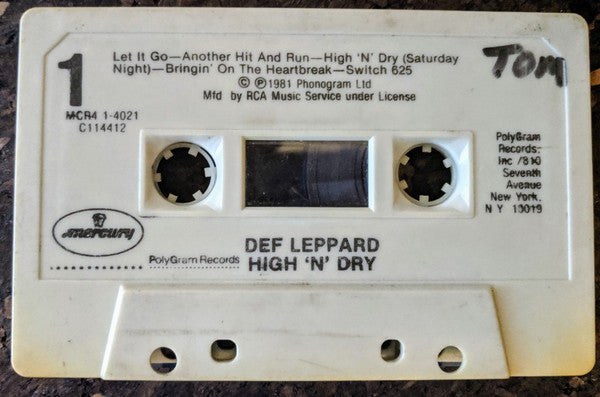 1
Let It Go—Another Hit And Run—High 'N' Dry (Saturday
Night)—Bringin' On The Heartbreak—Switch 625
© ℗1981 Phonogram Ltd
Mfd by RCA Music Service under License
Tom
MCR4 1-4021
C114412
PolyGram
Records.
Inc /810
Seventh
Avenue
New York.
N Y 10019
mercury
PolyGram Records
DEF LEPPARD
HIGH 'N' DRY